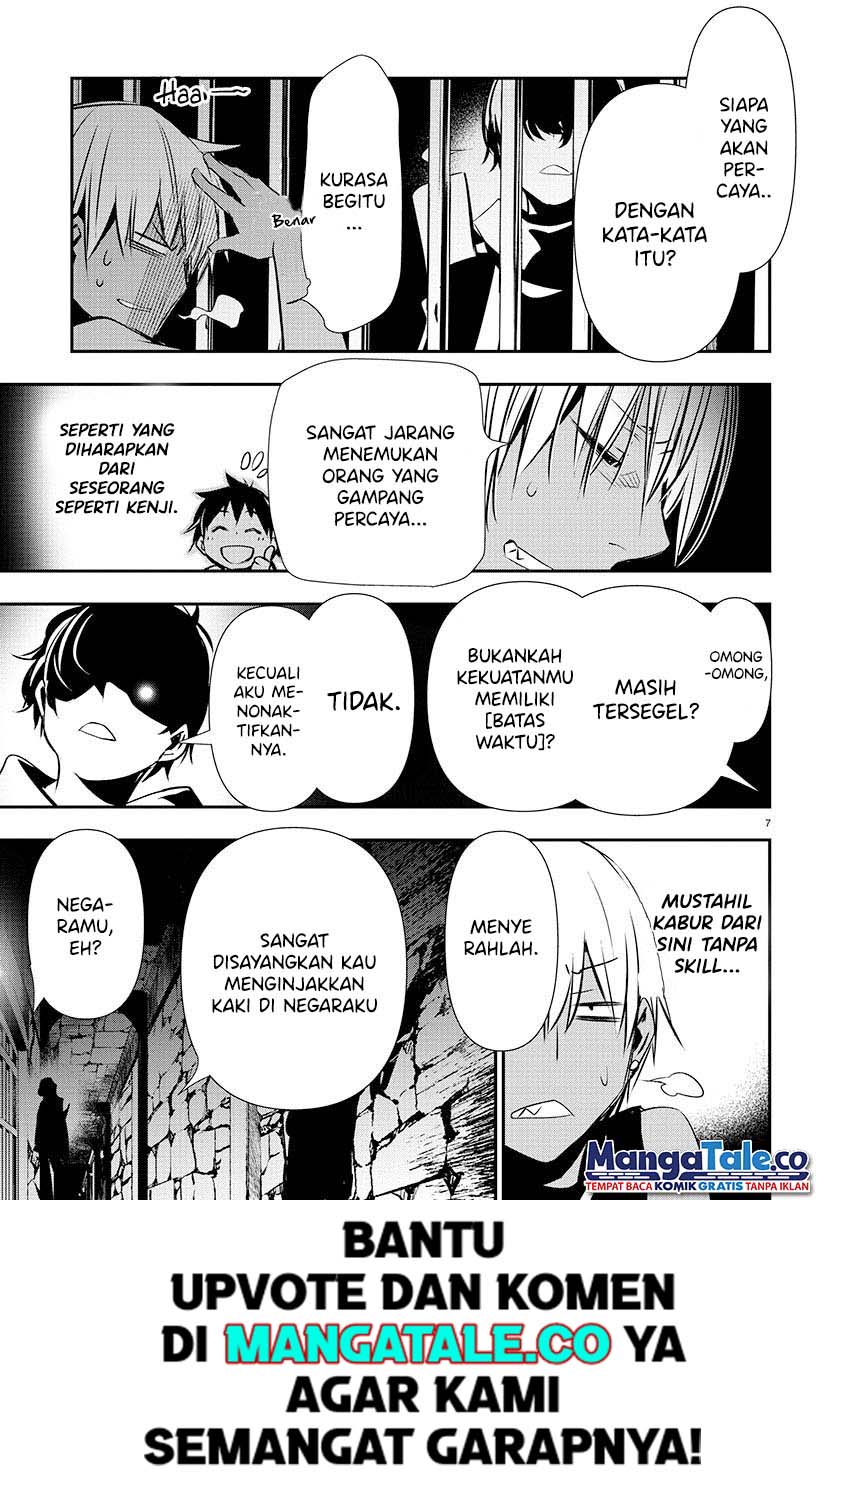 SIAPA
YANG
AKAN
PER-
CAYA..
DENGAN
KATA-KATA
ITU?
KURASA
BEGITU
...
Benar
Haai
SANGAT JARANG
MENEMUKAN
ORANG YANG
GAMPANG
PERCAYA...
SEPERTI YANG
DIHARAPKAN
DARI
SESEORANG
SEPERTI KENJI.
OMONG
-OMONG,
MASIH
TERSEGEL?
BUKANKAH
KEKUATANMU
MEMILIKI
[BATAS
WAKTU]?
TIDAK.
KECUALI
AKU ME-
NONAK-
TIFKAN-
NYA.
7
MUSTAHIL
KABUR DARI
SINI TANPA
SKILL...
MENYE
RAHLAH.
SANGAT
DISAYANGKAN KAU
MENGINJAKKAN
KAKI DI NEGARAKU
NEGA-
RAMU,
EH?
MANGATALE.CO
TEMPAT BACA KOMIK GRATIS TANPA IKLAN
BANTU
UPVOTE DAN KOMEN
DI MANGATALE.CO YA
AGAR KAMI
SEMANGAT GARAPNYA!